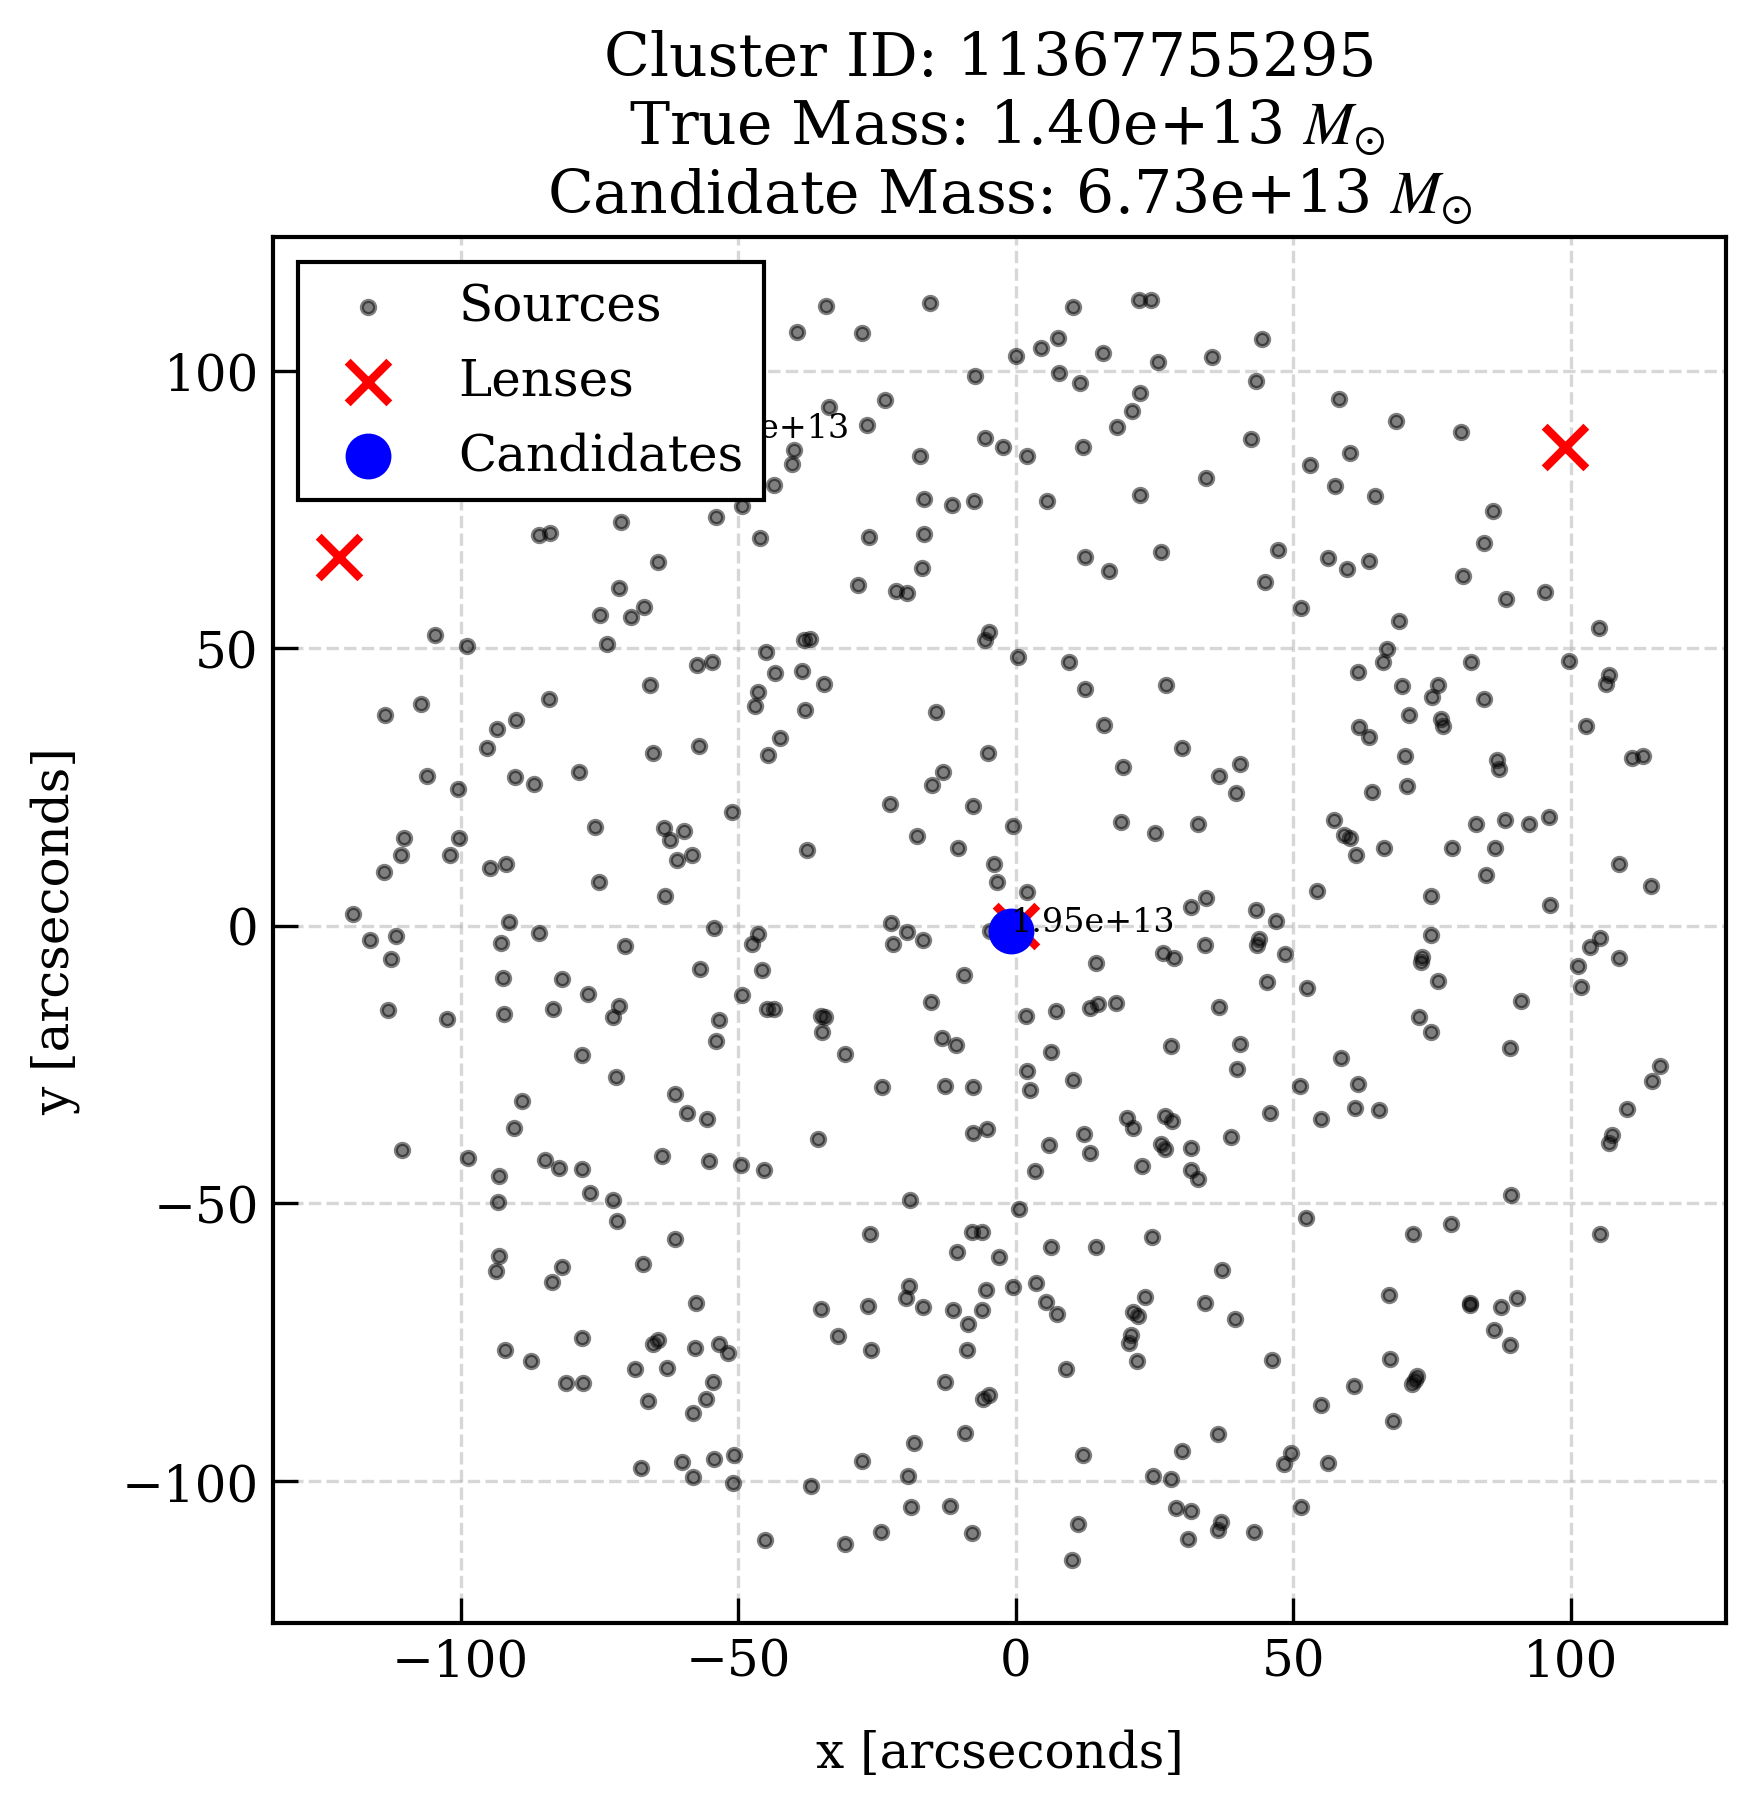 Cluster ID: 11367755295
True Mass: 1.40e+13 M⊙
Candidate Mass: 6.73e+13 M⊙
Sources
Lenses
Candidates
e+13
1.95e+13
100
50
0
−50
−100
y [arcseconds]
−100 −50 0 50 100
x [arcseconds]